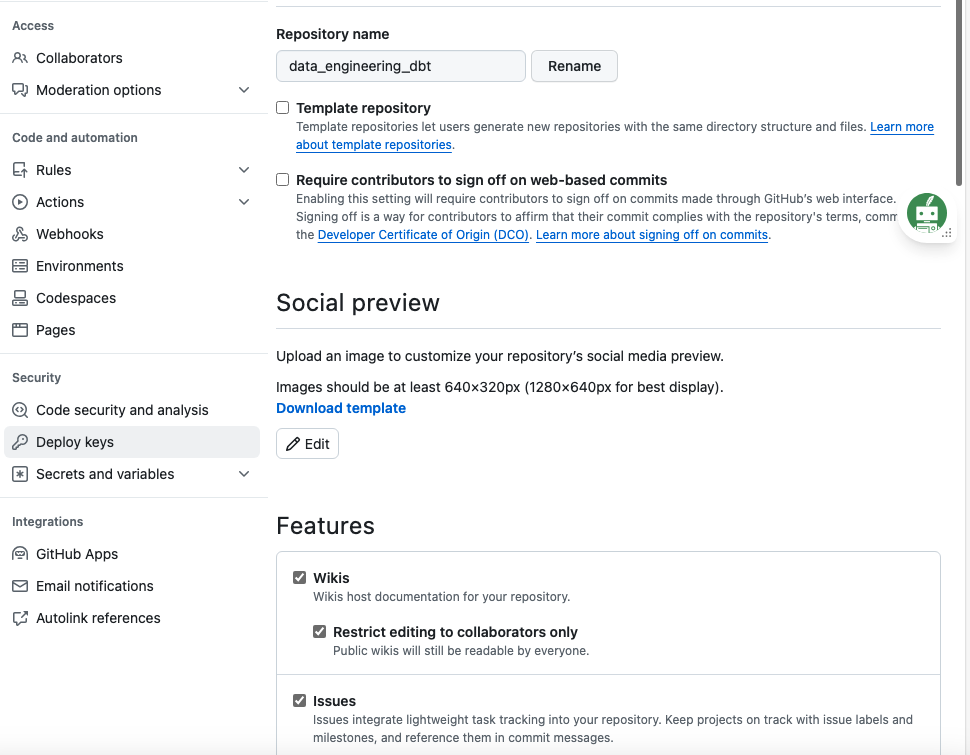 Access
Collaborators
Moderation options
Code and automation
Rules
Actions
Webhooks
Environments
Codespaces
Pages
Security
Code security and analysis
Deploy keys
Secrets and variables
Integrations
GitHub Apps
Email notifications
Autolink references
Repository name
data_engineering_dbt
Rename
Template repository
Template repositories let users generate new repositories with the same directory structure and files. Learn more
about template repositories.
Require contributors to sign off on web-based commits
Enabling this setting will require contributors to sign off on commits made through GitHub’s web interface.
Signing off is a way for contributors to affirm that their commit complies with the repository's terms, comm
the Developer Certificate of Origin (DCO). Learn more about signing off on commits.
Social preview
Upload an image to customize your repository’s social media preview.
Images should be at least 640×320px (1280×640px for best display).
Download template
Edit
Features
Wikis
Wikis host documentation for your repository.
Restrict editing to collaborators only
Public wikis will still be readable by everyone.
Issues
Issues integrate lightweight task tracking into your repository. Keep projects on track with issue labels and
milestones, and reference them in commit messages.